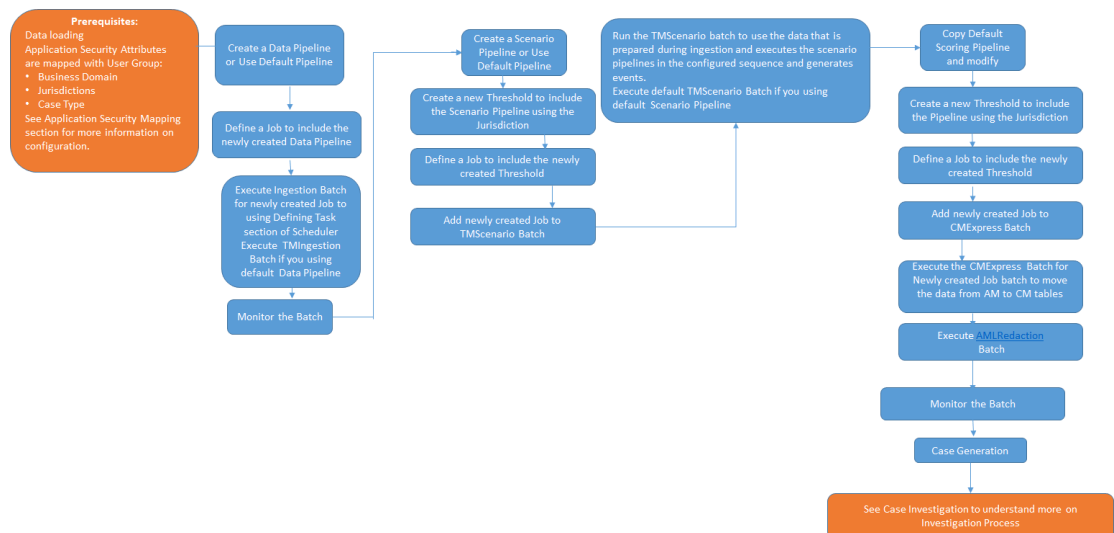 Prerequisites:
Data loading
Application Security Attributes
are mapped with User Group:
• Business Domain
• Jurisdictions
• Case Type
See Application Security Mapping
section for more information on
configuration.
Create a Data Pipeline
or Use Default Pipeline
Define a Job to include the
newly created Data Pipeline
Execute Ingestion Batch
for newly created Job to
using Defining Task
section of Scheduler
Execute TMIngestion
Batch if you using
default Data Pipeline
Monitor the Batch
Create a Scenario
Pipeline or Use
Default Pipeline
Create a new Threshold to include
the Scenario Pipeline using the
Jurisdiction
Define a Job to include the newly
created Threshold
Add newly created Job to
TMScenario Batch
Run the TMScenario batch to use the data that is
prepared during ingestion and executes the scenario
pipelines in the configured sequence and generates
events.
Execute default TMScenario Batch if you using
default Scenario Pipeline
Copy Default
Scoring Pipeline
and modify
Create a new Threshold to include
the Pipeline using the Jurisdiction
Define a Job to include the newly
created Threshold
Add newly created Job to
CMExpress Batch
Execute the CMExpress Batch for
Newly created Job batch to move
the data from AM to CM tables
Execute AMLRedaction
Batch
Monitor the Batch
Case Generation
See Case Investigation to understand more on
Investigation Process